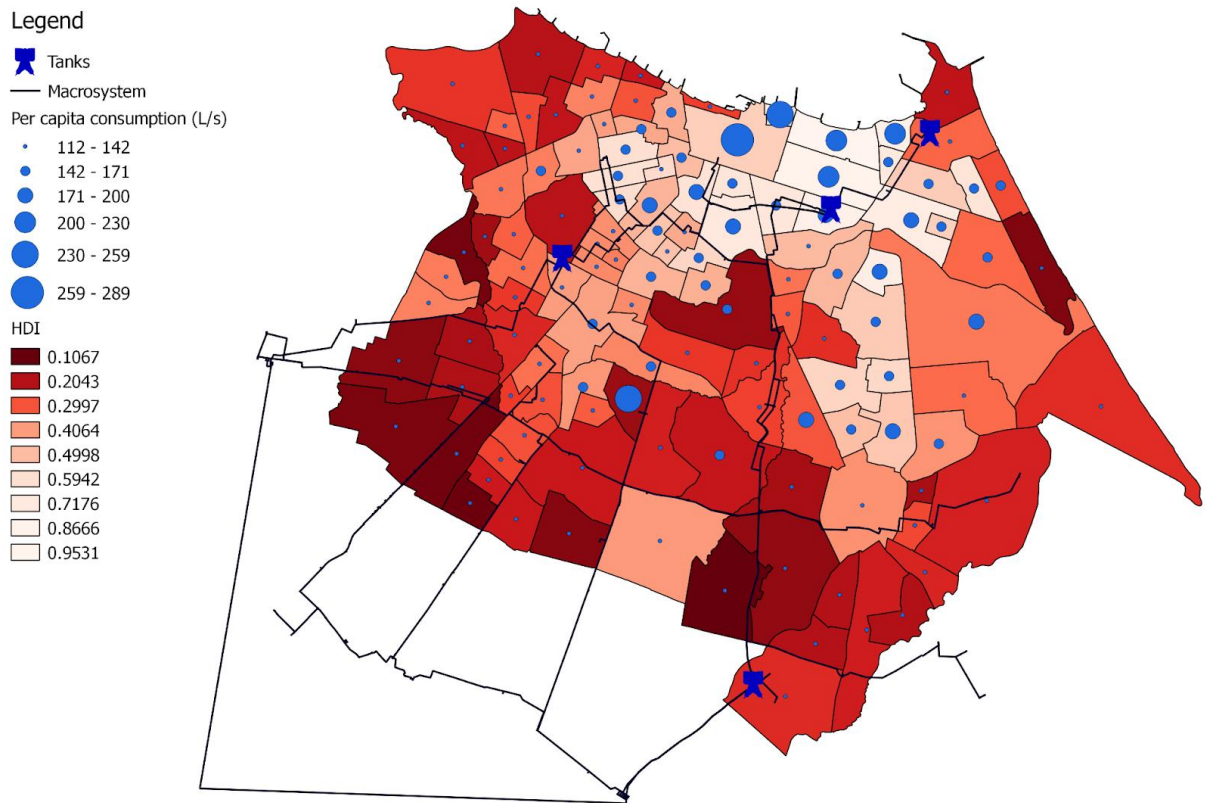 Legend
Tanks
Macrosystem
Per capita consumption (L/s)
112 - 142
142 - 171
171 - 200
200 - 230
230 - 259
259 - 289
HDI
0.1067
0.2043
0.2997
0.4064
0.4998
0.5942
0.7176
0.8666
0.9531